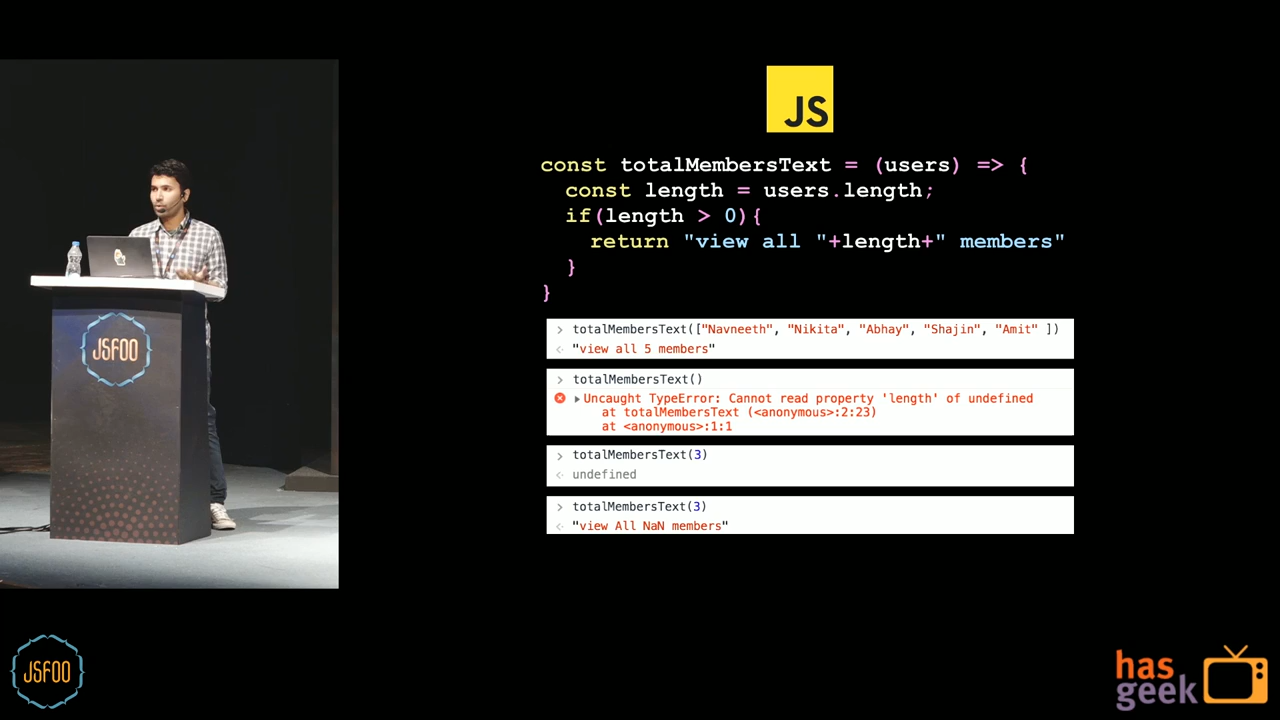 JS
const totalMembersText = (users) => {
const length = users.length;
if(length > 0){
return "view all "+length+" members"
}
}
> totalMembersText(["Navneeth", "Nikita", "Abhay", "Shajin", "Amit" ])
"view all 5 members"
> totalMembersText()
Uncaught TypeError: Cannot read property 'length' of undefined
at totalMembersText (<anonymous>:2:23)
at <anonymous>:1:1
> totalMembersText(3)
undefined
> totalMembersText(3)
"view All NaN members"
JSFOO
JSFOO
has
geek